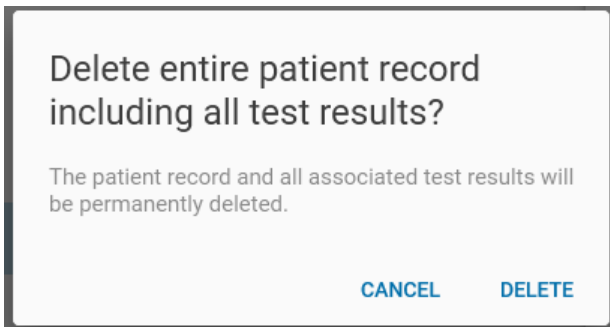 Delete entire patient record
including all test results?
The patient record and all associated test results will
be permanently deleted.
CANCEL DELETE